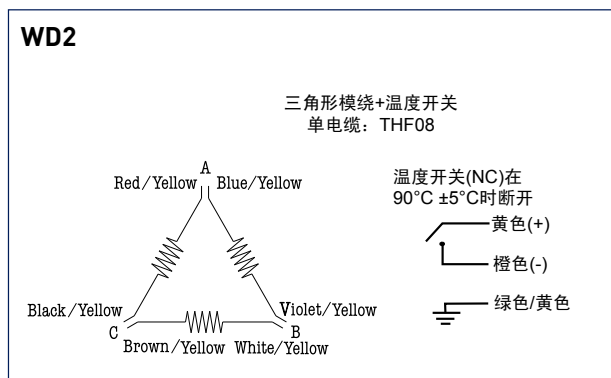 WD2
三角形模绕+温度开关
单电缆：THF08
A
Red/Yellow Blue/Yellow
温度开关(NC)在
90°C ±5°C时断开
黄色(+)
橙色(-)
绿色/黄色
Black/Yellow Violet/Yellow
C B
Brown/Yellow White/Yellow